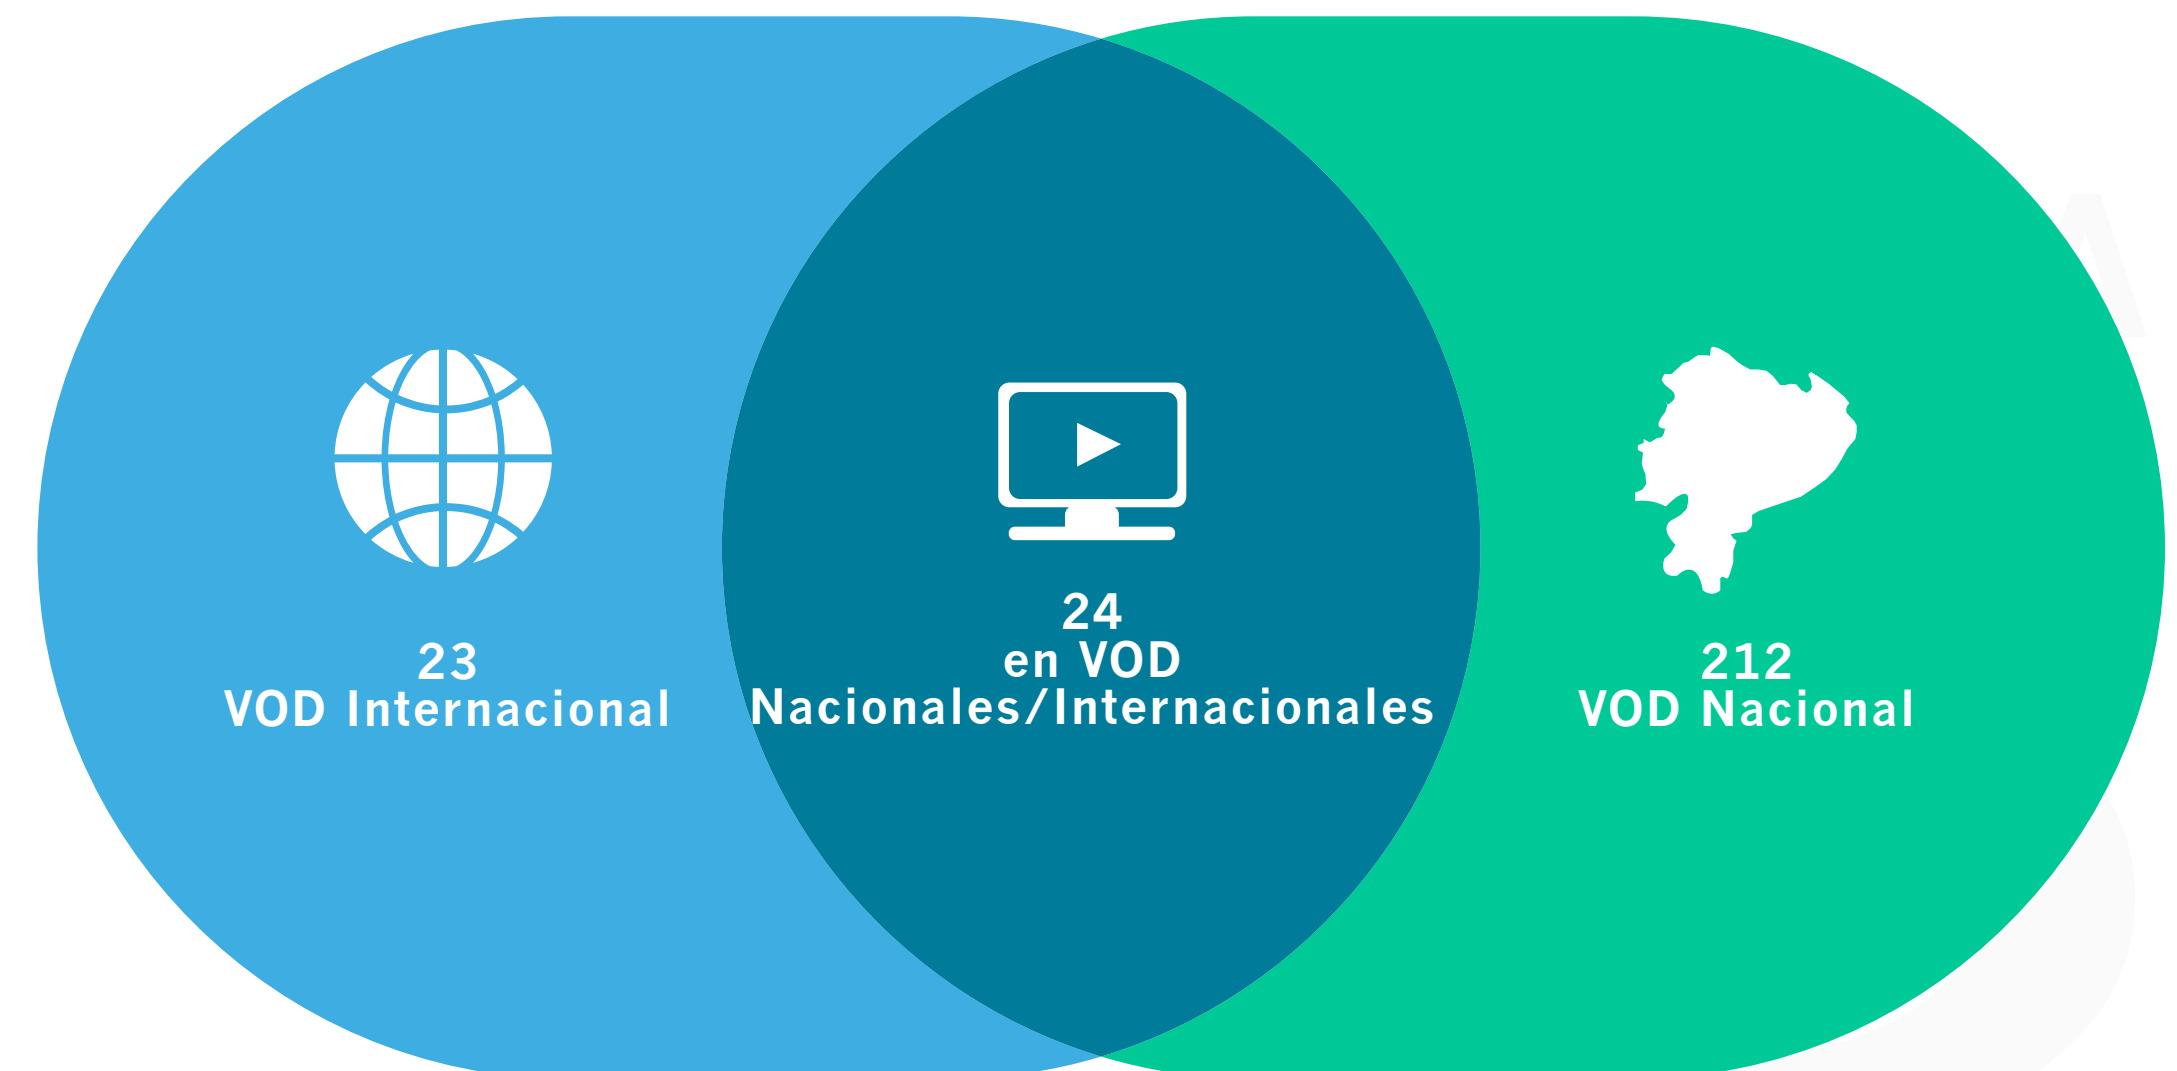 23
VOD Internacional
24
en VOD
Nacionales/Internacionales
212
VOD Nacional